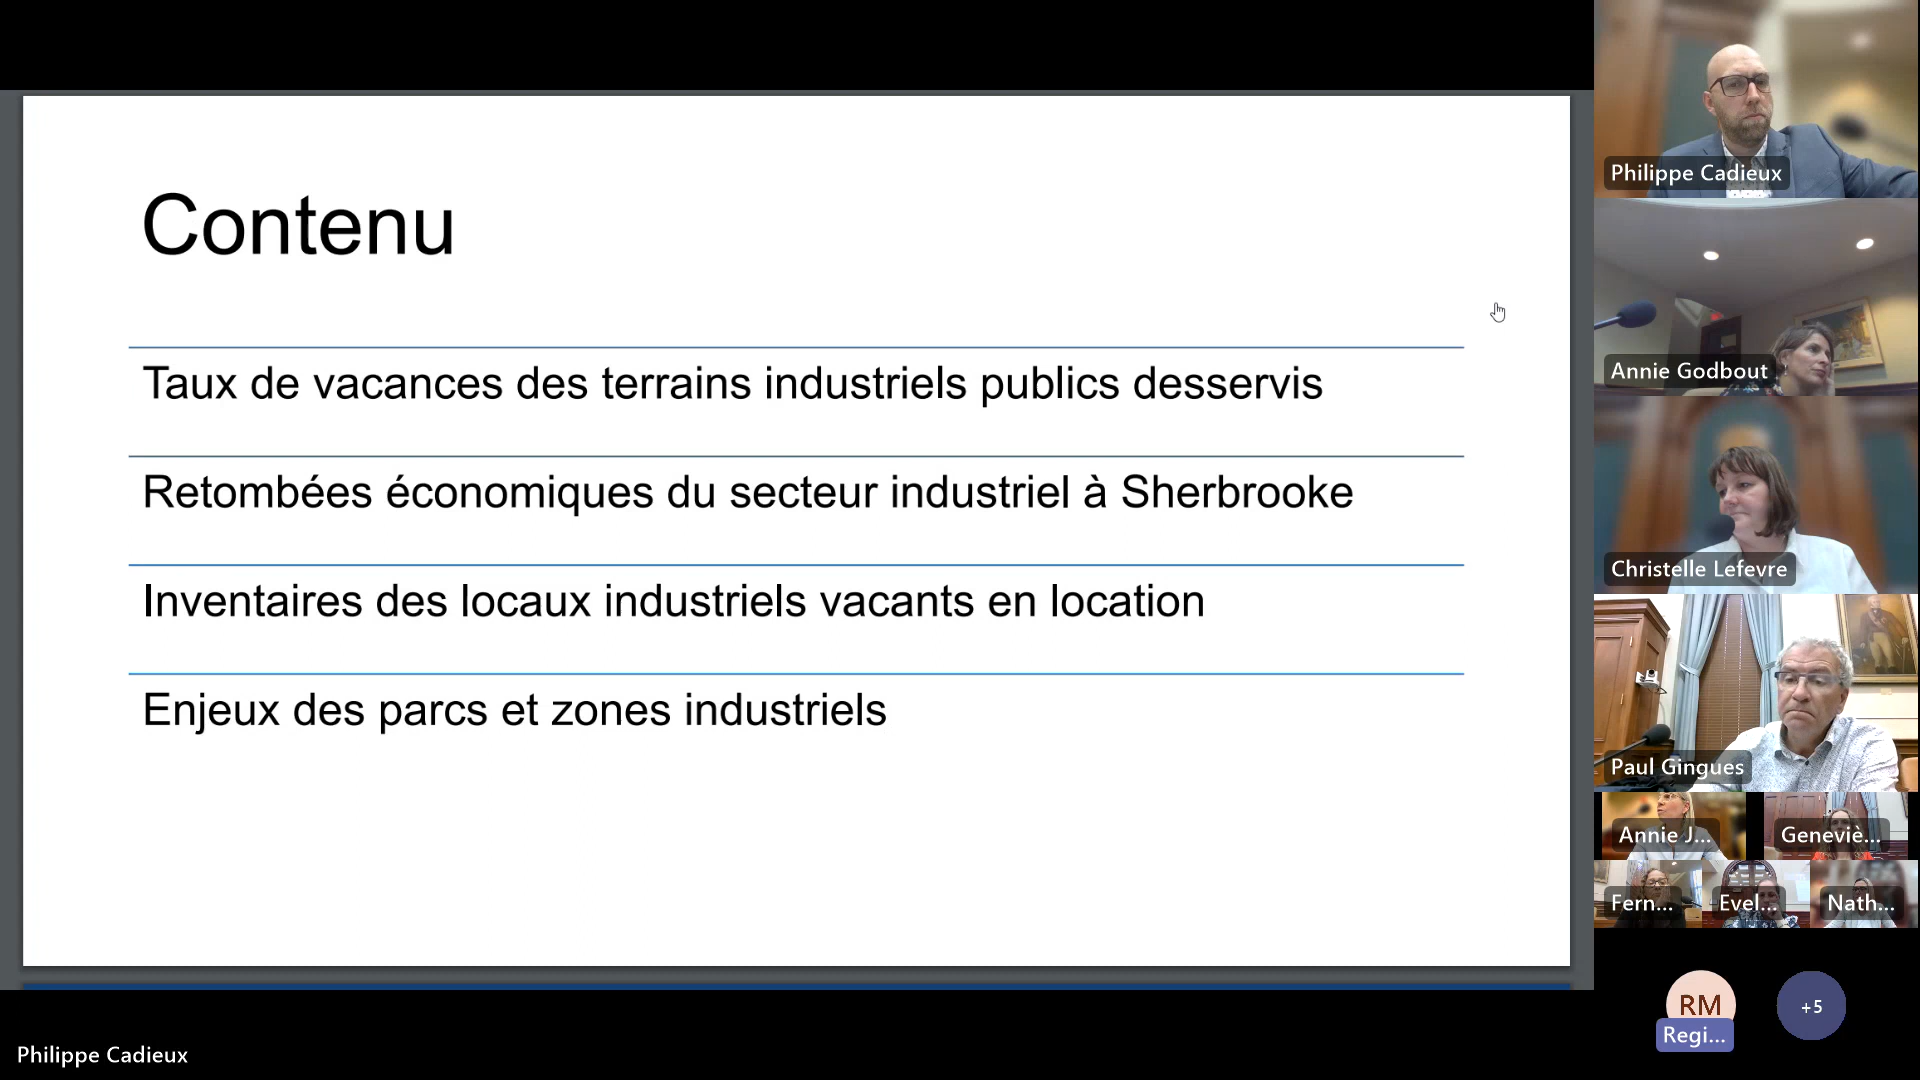 Contenu
Taux de vacances des terrains industriels publics desservis
Retombées économiques du secteur industriel à Sherbrooke
Inventaires des locaux industriels vacants en location
Enjeux des parcs et zones industriels
Philippe Cadieux
Annie Godbout
Christelle Lefevre
Paul Gingues
Annie J...
Geneviè...
Fern...
Evel...
Nath...
RM
+5
Regi...
Philippe Cadieux